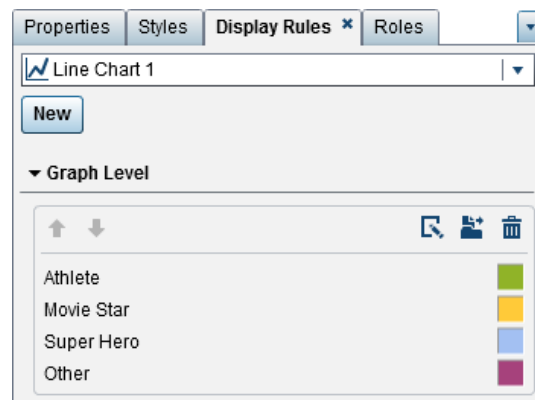 Properties Styles Display Rules Roles
Line Chart 1
New
Graph Level
Athlete
Movie Star
Super Hero
Other